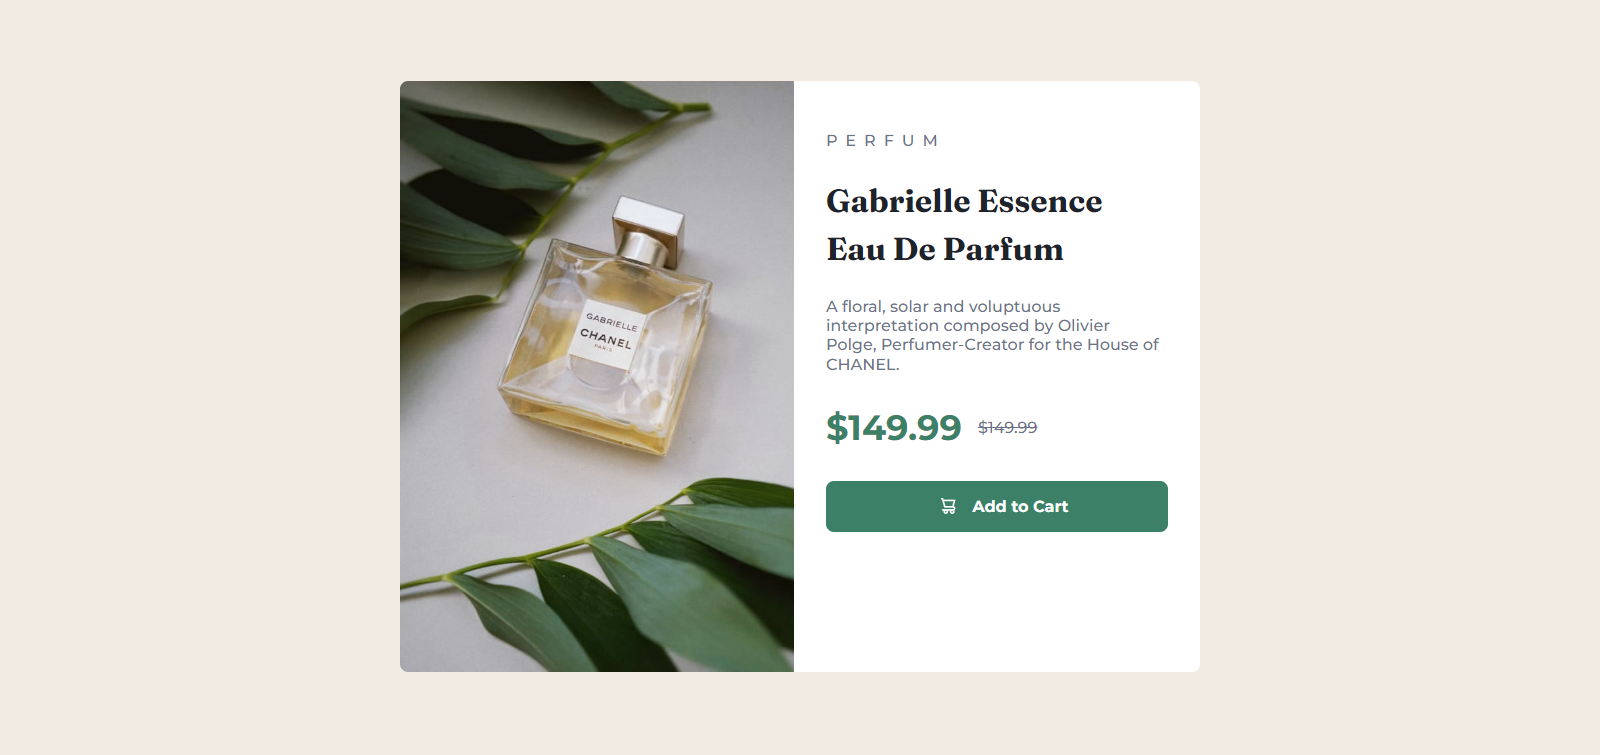 GABRIELLE
CHANEL
PARIS
PERFUM
Gabrielle Essence
Eau De Parfum
A floral, solar and voluptuous
interpretation composed by Olivier
Polge, Perfumer-Creator for the House of
CHANEL.
$149.99 $149.99
Add to Cart